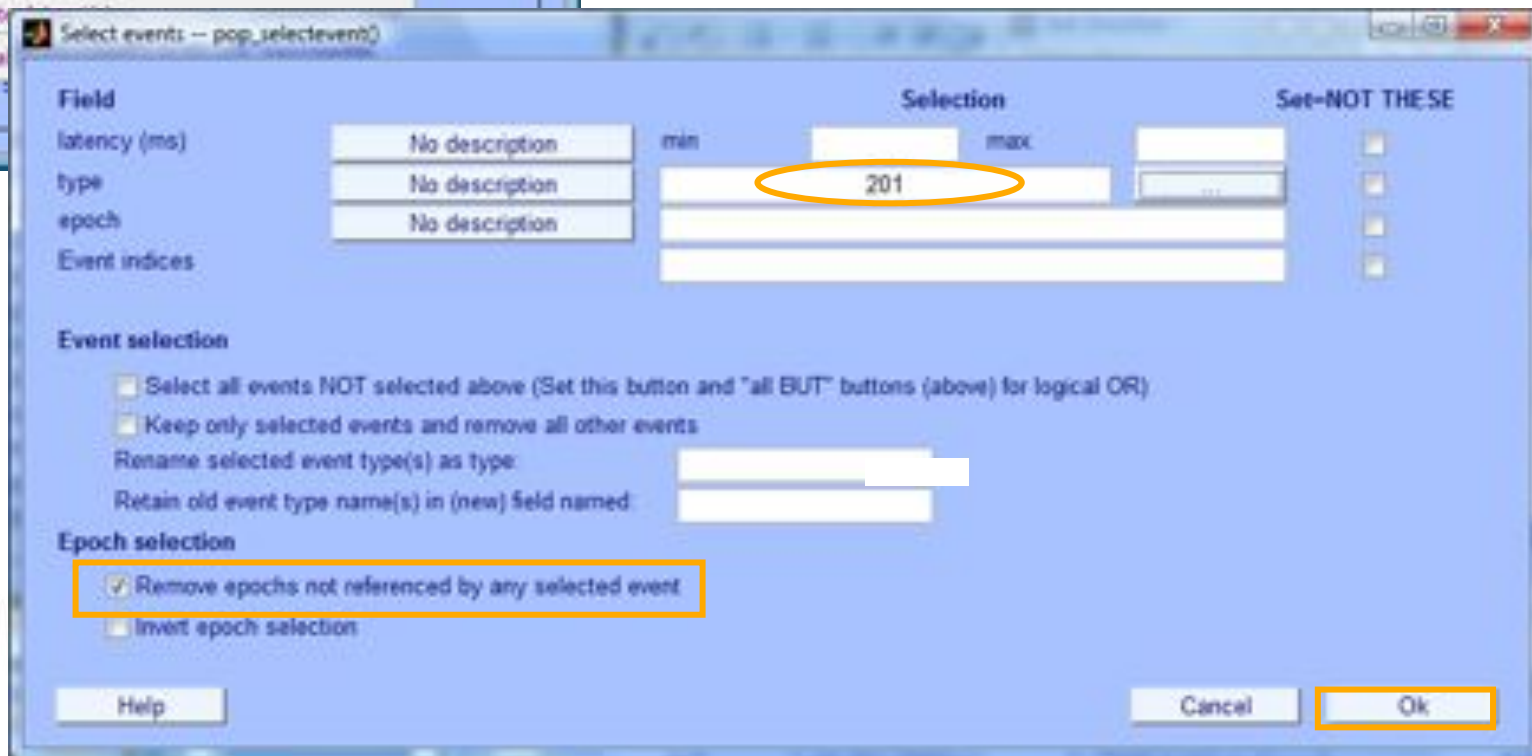 Select events -- pop_selectevent()
Field Selection Set=NOT THESE
latency (ms) No description min max
type No description 201 ...
epoch No description
Event indices
Event selection
Select all events NOT selected above (Set this button and "all BUT" buttons (above) for logical OR)
Keep only selected events and remove all other events
Rename selected event type(s) as type:
Retain old event type name(s) in (new) field named:
Epoch selection
Remove epochs not referenced by any selected event
Invert epoch selection
Help Cancel Ok